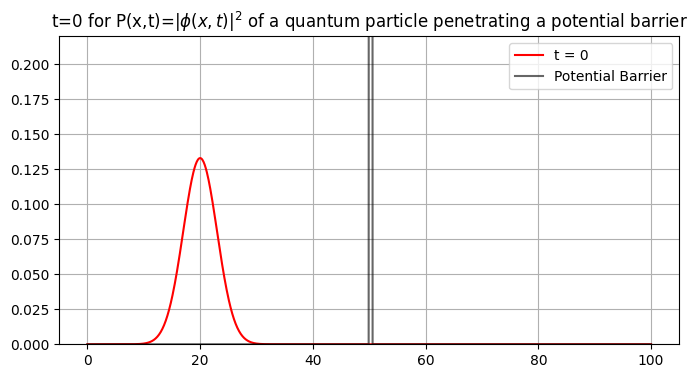 t=0 for P(x,t)=|ϕ(x, t)|² of a quantum particle penetrating a potential barrier
t = 0
Potential Barrier
0.200
0.175
0.150
0.125
0.100
0.075
0.050
0.025
0.000
0 20 40 60 80 100